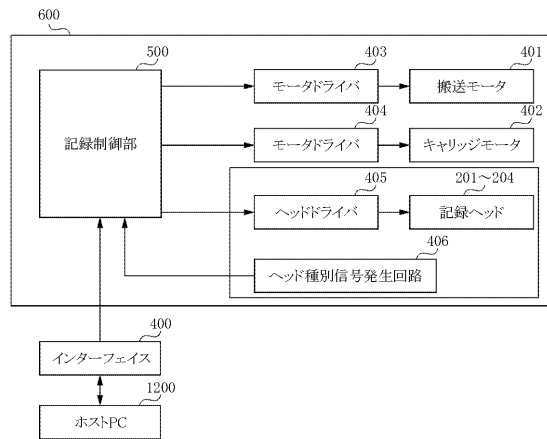 600
500
記録制御部
403
モータドライバ
401
搬送モータ
404
モータドライバ
402
キャリッジモータ
405
ヘッドドライバ
201～204
記録ヘッド
406
ヘッド種別信号発生回路
400
インターフェイス
1200
ホストPC